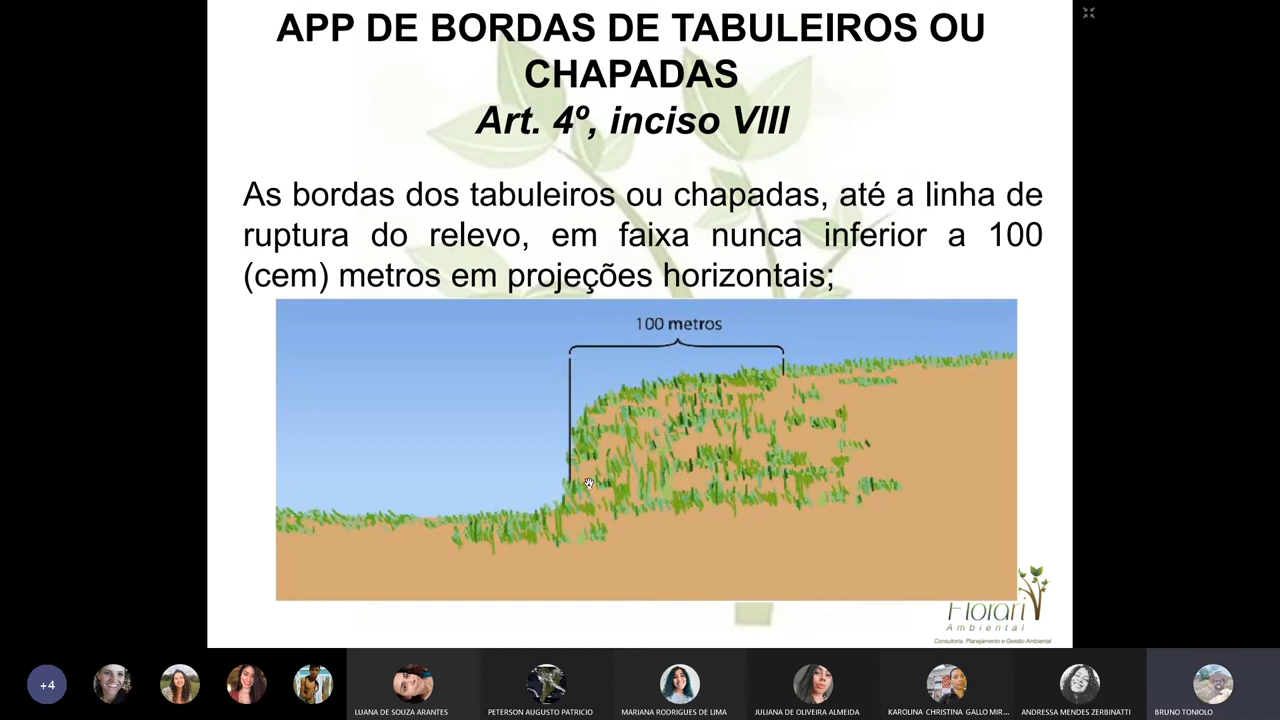 APP DE BORDAS DE TABULEIROS OU
CHAPADAS
Art. 4º, inciso VIII
As bordas dos tabuleiros ou chapadas, até a linha de
ruptura do relevo, em faixa nunca inferior a 100
(cem) metros em projeções horizontais;
100 metros
Florari
Ambiental
Consultoria, Planejamento e Gestão Ambiental
+4
LUANA DE SOUZA ARANTES
PETERSON AUGUSTO PATRICIO
MARIANA RODRIGUES DE LIMA
JULIANA DE OLIVEIRA ALMEIDA
KAROLINA CHRISTINA GALLO MIR...
ANDRESSA MENDES ZERBINATTI
BRUNO TONIOLO